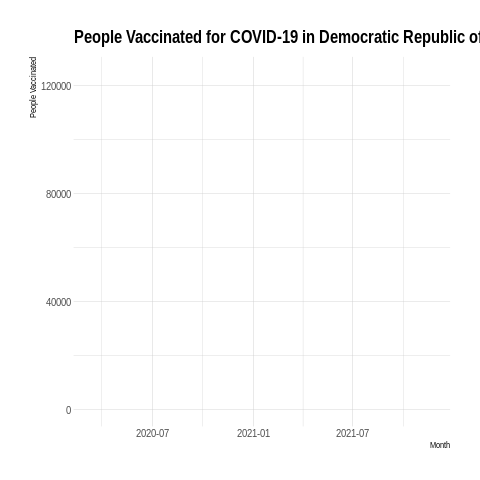 People Vaccinated for COVID-19 in Democratic Republic of
People Vaccinated
120000
80000
40000
0
2020-07 2021-01 2021-07
Month